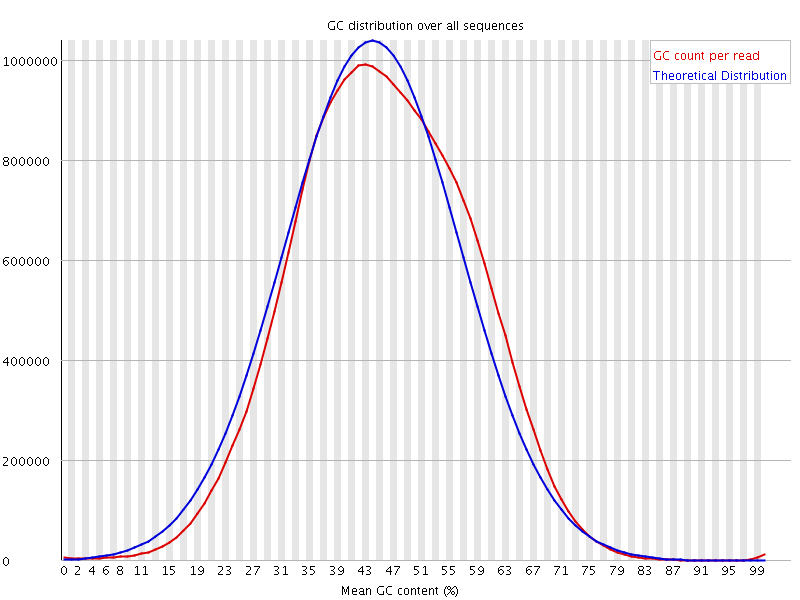 GC distribution over all sequences
GC count per read
Theoretical Distribution
1000000
800000
600000
400000
200000
0
0 2 4 6 8 11 15 19 23 27 31 35 39 43 47 51 55 59 63 67 71 75 79 83 87 91 95 99
Mean GC content (%)